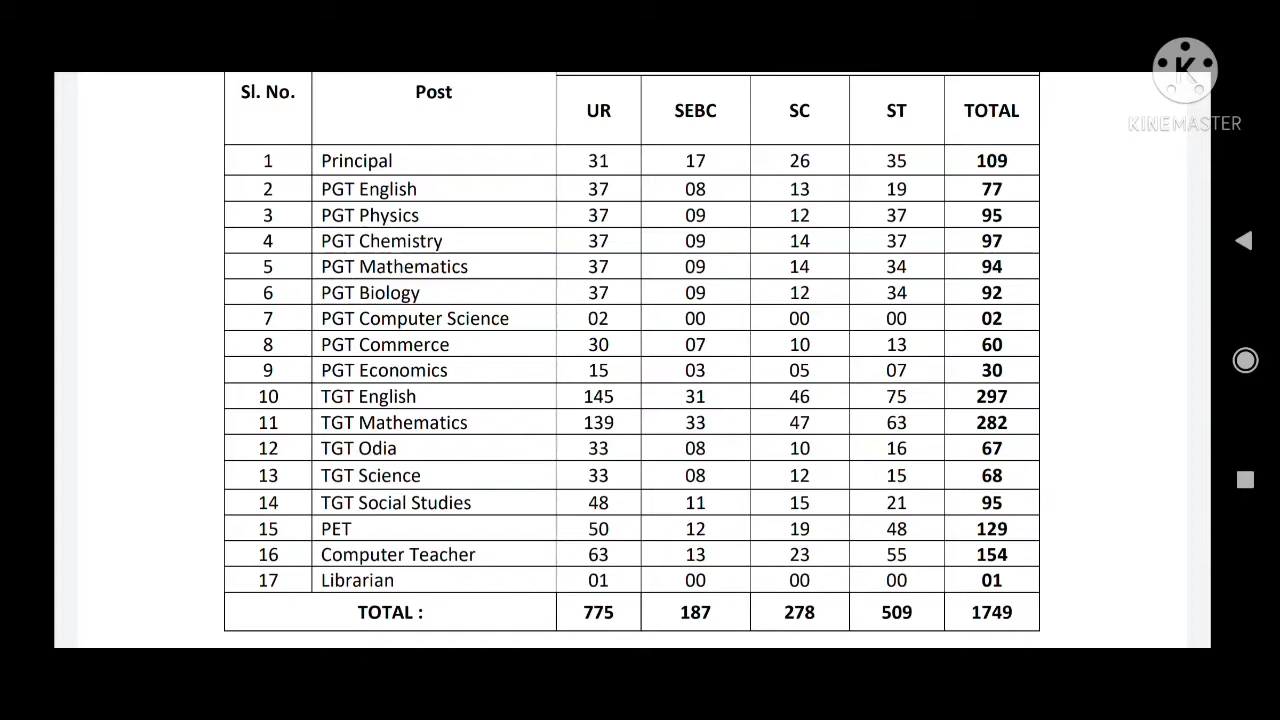 Sl. No. Post UR SEBC SC ST TOTAL
1 Principal 31 17 26 35 109
2 PGT English 37 08 13 19 77
3 PGT Physics 37 09 12 37 95
4 PGT Chemistry 37 09 14 37 97
5 PGT Mathematics 37 09 14 34 94
6 PGT Biology 37 09 12 34 92
7 PGT Computer Science 02 00 00 00 02
8 PGT Commerce 30 07 10 13 60
9 PGT Economics 15 03 05 07 30
10 TGT English 145 31 46 75 297
11 TGT Mathematics 139 33 47 63 282
12 TGT Odia 33 08 10 16 67
13 TGT Science 33 08 12 15 68
14 TGT Social Studies 48 11 15 21 95
15 PET 50 12 19 48 129
16 Computer Teacher 63 13 23 55 154
17 Librarian 01 00 00 00 01
TOTAL : 775 187 278 509 1749
K
KINEMASTER